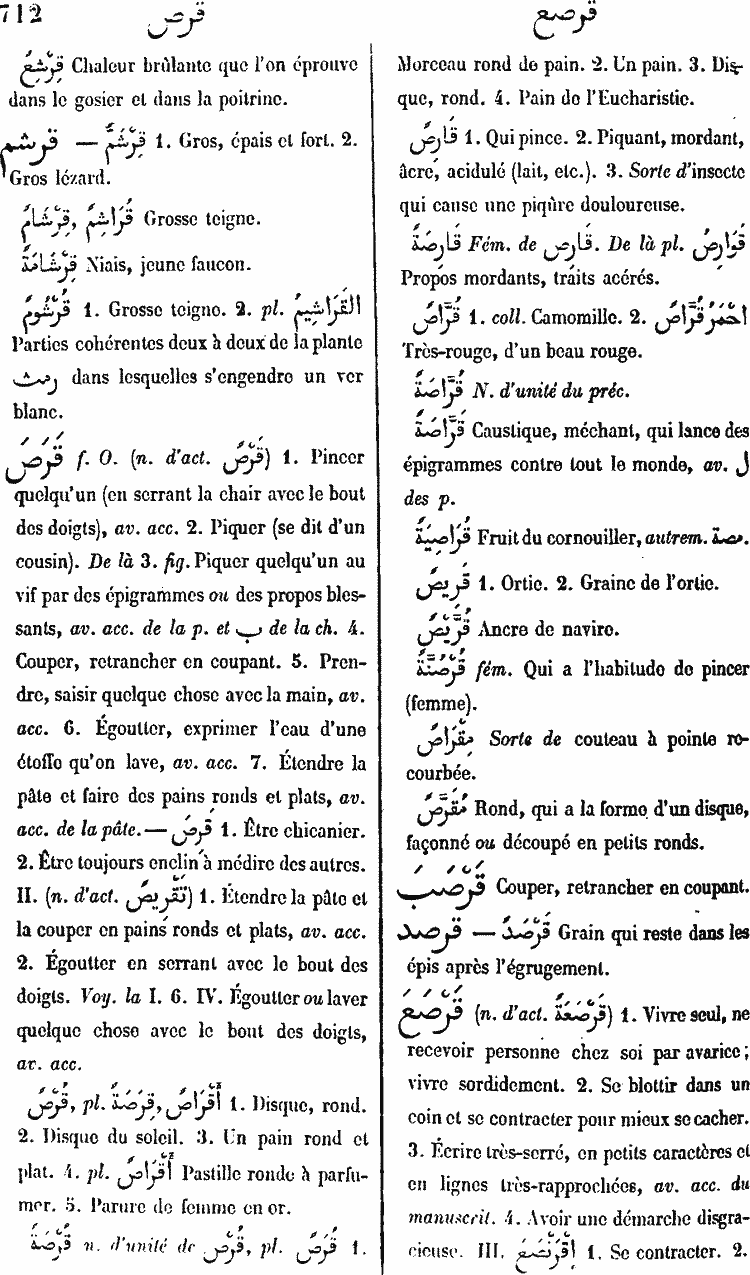 712
قرص
قرصع
قِرْشِعٌ Chaleur brûlante que l'on éprouve
dans le gosier et dans la poitrine.
قرشم — قِرْشَمٌّ 1. Gros, épais et fort. 2.
Gros lézard.
قِرْشَامٌ, قُرَاشِمٌ Grosse teigne.
قِرْشَامَةٌ Niais, jeune faucon.
قُرْشُومٌ 1. Grosse teigne. 2. pl. القَرَاشِيمُ
Parties cohérentes deux à deux de la plante
رمث dans lesquelles s'engendre un ver
blanc.
قَرَصَ f. O. (n. d'act. قَرْصٌ) 1. Pincer
quelqu'un (en serrant la chair avec le bout
des doigts), av. acc. 2. Piquer (se dit d'un
cousin). De là 3. fig. Piquer quelqu'un au
vif par des épigrammes ou des propos bles-
sants, av. acc. de la p. et ب de la ch. 4.
Couper, retrancher en coupant. 5. Pren-
dre, saisir quelque chose avec la main, av.
acc. 6. Égoutter, exprimer l'eau d'une
étoffe qu'on lave, av. acc. 7. Étendre la
pâte et faire des pains ronds et plats, av.
acc. de la pâte. — قَرِصَ 1. Être chicanier.
2. Être toujours enclin à médire des autres.
II. (n. d'act. تَقْرِيصٌ) 1. Étendre la pâte et
la couper en pains ronds et plats, av. acc.
2. Égoutter en serrant avec le bout des
doigts. Voy. la I. 6. IV. Égoutter ou laver
quelque chose avec le bout des doigts,
av. acc.
قُرْصٌ, pl. قِرَصَةٌ, أَقْرَاصٌ 1. Disque, rond.
2. Disque du soleil. 3. Un pain rond et
plat. 4. pl. أَقْرَاصٌ Pastille ronde à parfu-
mer. 5. Parure de femme en or.
قُرْصَةٌ n. d'unité de قُرْصٌ, pl. قُرَصٌ 1.
Morceau rond de pain. 2. Un pain. 3. Dis-
que, rond. 4. Pain de l'Eucharistie.
قَارِصٌ 1. Qui pince. 2. Piquant, mordant,
âcre, acidulé (lait, etc.). 3. Sorte d'insecte
qui cause une piqûre douloureuse.
قَارِصَةٌ Fém. de قارص. De là pl. قَوَارِصُ
Propos mordants, traits acérés.
قُرَّاصٌ 1. coll. Camomille. 2. احْمَرُ قُرَّاصٌ
Très-rouge, d'un beau rouge.
قُرَّاصَةٌ N. d'unité du préc.
قُرَّاصَةٌ Caustique, méchant, qui lance des
épigrammes contre tout le monde, av. ل
des p.
قُرَاصِيَةٌ Fruit du cornouiller, autrem.
قَرِيصٌ 1. Ortie. 2. Graine de l'ortie.
قُرَّيْصٌ Ancre de navire.
قُرْصُنَّةٌ fém. Qui a l'habitude de pincer
(femme).
مِقْرَاصٌ Sorte de couteau à pointe re-
courbée.
مُقَرَّصٌ Rond, qui a la forme d'un disque,
façonné ou découpé en petits ronds.
قَرْصَبَ Couper, retrancher en coupant.
قرصد — قَرْصَدٌ Grain qui reste dans les
épis après l'égrugement.
قَرْصَعَ (n. d'act. قَرْصَعَةٌ) 1. Vivre seul, ne
recevoir personne chez soi par avarice;
vivre sordidement. 2. Se blottir dans un
coin et se contracter pour mieux se cacher.
3. Écrire très-serré, en petits caractères et
en lignes très-rapprochées, av. acc. du
manuscrit. 4. Avoir une démarche disgra-
cieuse. III. إِقْرَنْصَعَ 1. Se contracter. 2.